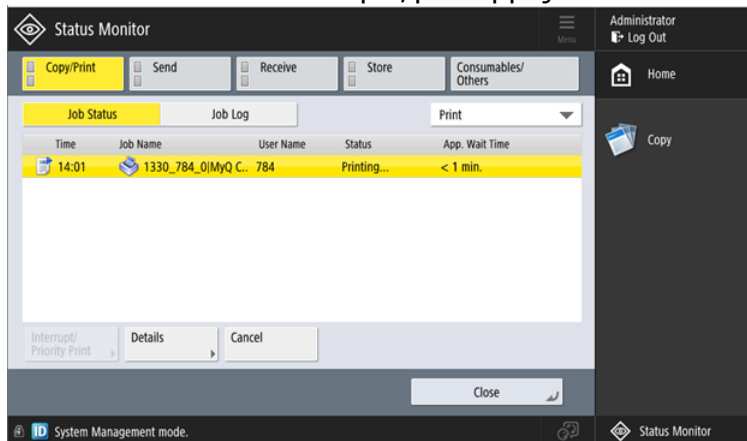 Status Monitor
Menu
Administrator
Log Out
Copy/Print
Send
Receive
Store
Consumables/
Others
Home
Job Status
Job Log
Print
Copy
Time
Job Name
User Name
Status
App. Wait Time
14:01
1330_784_0|MyQ C..
784
Printing...
< 1 min.
Interrupt/
Priority Print
Details
Cancel
Close
ID
System Management mode.
Status Monitor